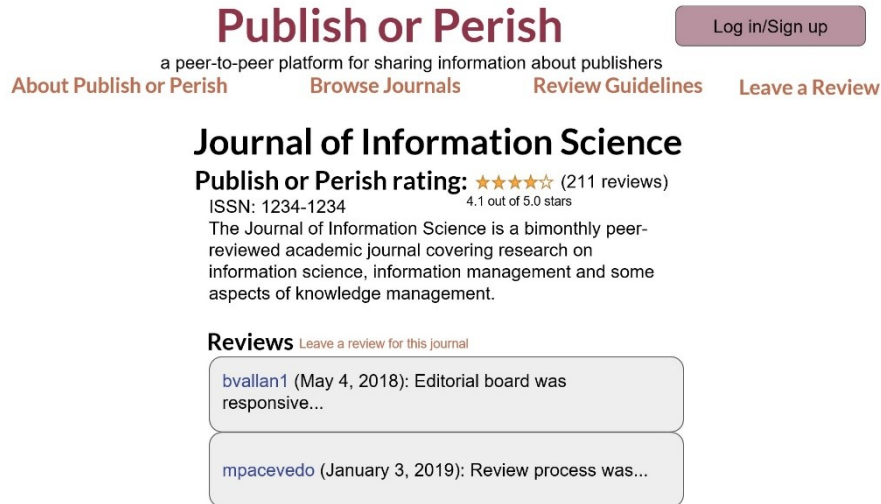 Publish or Perish
Log in/Sign up
a peer-to-peer platform for sharing information about publishers
About Publish or Perish
Browse Journals
Review Guidelines
Leave a Review
Journal of Information Science
Publish or Perish rating: ★★★★☆ (211 reviews)
4.1 out of 5.0 stars
ISSN: 1234-1234
The Journal of Information Science is a bimonthly peer-
reviewed academic journal covering research on
information science, information management and some
aspects of knowledge management.
Reviews Leave a review for this journal
bvallan1 (May 4, 2018): Editorial board was
responsive...
mpacevedo (January 3, 2019): Review process was...